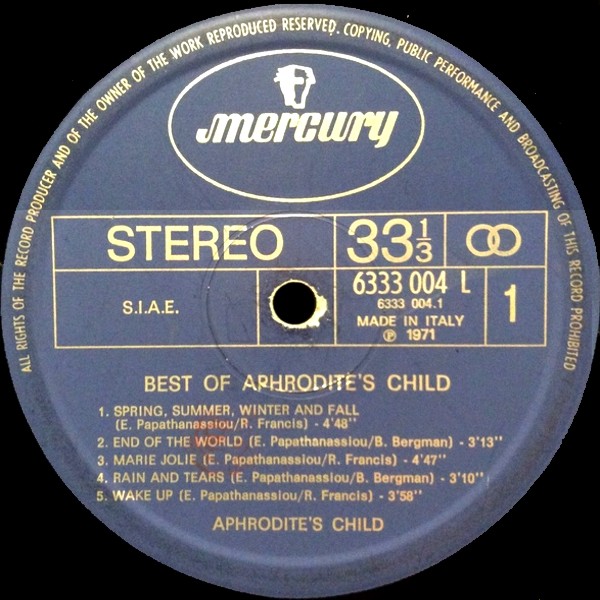 ALL RIGHTS OF THE RECORD PRODUCER AND OF THE OWNER OF THE WORK REPRODUCED RESERVED. COPYING, PUBLIC PERFORMANCE AND BROADCASTING OF THIS RECORD PROHIBITED
mercury
STEREO 33 1/3
S.I.A.E.
6333 004 L
6333 004.1
MADE IN ITALY
℗ 1971
1
BEST OF APHRODITE'S CHILD
1. SPRING, SUMMER, WINTER AND FALL
(E. Papathanassiou/R. Francis) - 4'48''
2. END OF THE WORLD (E. Papathanassiou/B. Bergman) - 3'13''
3. MARIE JOLIE (E. Papathanassiou/R. Francis) - 4'47''
4. RAIN AND TEARS (E. Papathanassiou/B. Bergman) - 3'10''
5. WAKE UP (E. Papathanassiou/R. Francis) - 3'58''
APHRODITE'S CHILD